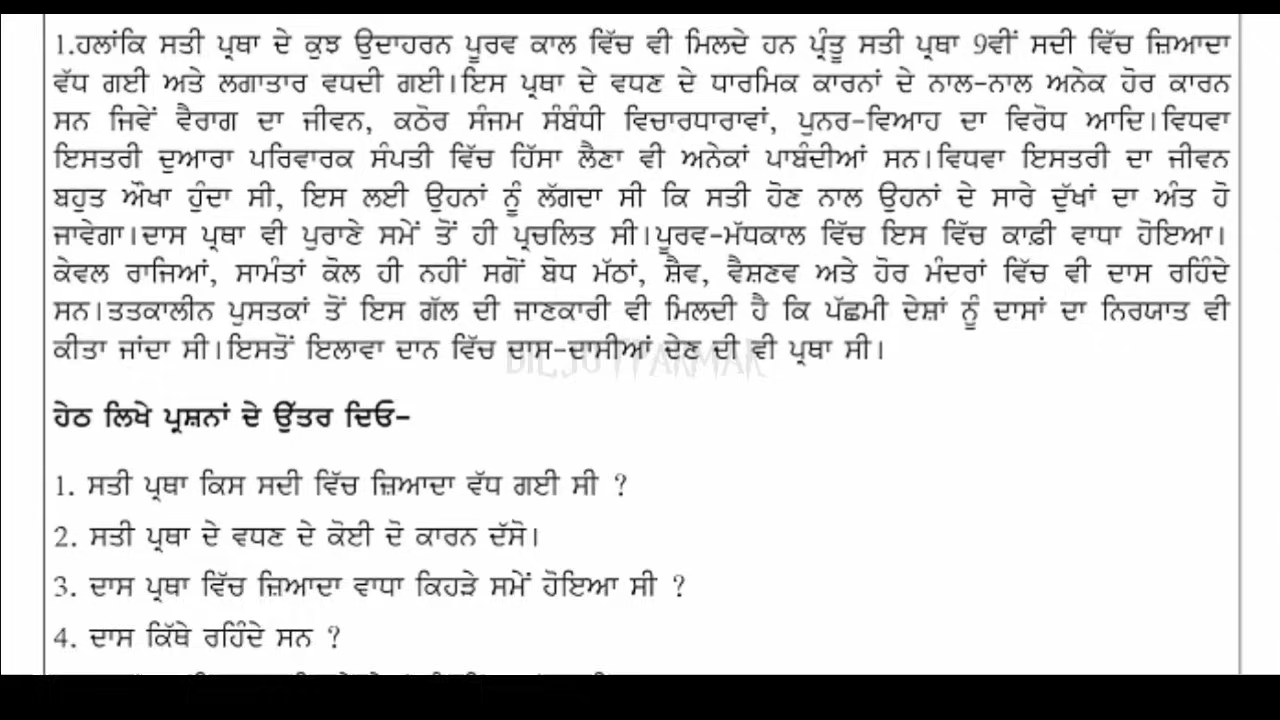 1.ਹਲਾਂਕਿ ਸਤੀ ਪ੍ਰਥਾ ਦੇ ਕੁਝ ਉਦਾਹਰਨ ਪੂਰਵ ਕਾਲ ਵਿੱਚ ਵੀ ਮਿਲਦੇ ਹਨ ਪ੍ਰੰਤੂ ਸਤੀ ਪ੍ਰਥਾ 9ਵੀਂ ਸਦੀ ਵਿੱਚ ਜ਼ਿਆਦਾ
ਵੱਧ ਗਈ ਅਤੇ ਲਗਾਤਾਰ ਵਧਦੀ ਗਈ।ਇਸ ਪ੍ਰਥਾ ਦੇ ਵਧਣ ਦੇ ਧਾਰਮਿਕ ਕਾਰਨਾਂ ਦੇ ਨਾਲ-ਨਾਲ ਅਨੇਕ ਹੋਰ ਕਾਰਨ
ਸਨ ਜਿਵੇਂ ਵੈਰਾਗ ਦਾ ਜੀਵਨ, ਕਠੋਰ ਸੰਜਮ ਸੰਬੰਧੀ ਵਿਚਾਰਧਾਰਾਵਾਂ, ਪੁਨਰ-ਵਿਆਹ ਦਾ ਵਿਰੋਧ ਆਦਿ।ਵਿਧਵਾ
ਇਸਤਰੀ ਦੁਆਰਾ ਪਰਿਵਾਰਕ ਸੰਪਤੀ ਵਿੱਚ ਹਿੱਸਾ ਲੈਣਾ ਵੀ ਅਨੇਕਾਂ ਪਾਬੰਦੀਆਂ ਸਨ।ਵਿਧਵਾ ਇਸਤਰੀ ਦਾ ਜੀਵਨ
ਬਹੁਤ ਔਖਾ ਹੁੰਦਾ ਸੀ, ਇਸ ਲਈ ਉਹਨਾਂ ਨੂੰ ਲੱਗਦਾ ਸੀ ਕਿ ਸਤੀ ਹੋਣ ਨਾਲ ਉਹਨਾਂ ਦੇ ਸਾਰੇ ਦੁੱਖਾਂ ਦਾ ਅੰਤ ਹੋ
ਜਾਵੇਗਾ।ਦਾਸ ਪ੍ਰਥਾ ਵੀ ਪੁਰਾਣੇ ਸਮੇਂ ਤੋਂ ਹੀ ਪ੍ਰਚਲਿਤ ਸੀ।ਪੂਰਵ-ਮੱਧਕਾਲ ਵਿੱਚ ਇਸ ਵਿੱਚ ਕਾਫ਼ੀ ਵਾਧਾ ਹੋਇਆ।
ਕੇਵਲ ਰਾਜਿਆਂ, ਸਾਮੰਤਾਂ ਕੋਲ ਹੀ ਨਹੀਂ ਸਗੋਂ ਬੋਧ ਮੱਠਾਂ, ਸ਼ੈਵ, ਵੈਸ਼ਣਵ ਅਤੇ ਹੋਰ ਮੰਦਰਾਂ ਵਿੱਚ ਵੀ ਦਾਸ ਰਹਿੰਦੇ
ਸਨ।ਤਤਕਾਲੀਨ ਪੁਸਤਕਾਂ ਤੋਂ ਇਸ ਗੱਲ ਦੀ ਜਾਣਕਾਰੀ ਵੀ ਮਿਲਦੀ ਹੈ ਕਿ ਪੱਛਮੀ ਦੇਸ਼ਾਂ ਨੂੰ ਦਾਸਾਂ ਦਾ ਨਿਰਯਾਤ ਵੀ
ਕੀਤਾ ਜਾਂਦਾ ਸੀ।ਇਸਤੋਂ ਇਲਾਵਾ ਦਾਨ ਵਿੱਚ ਦਾਸ-ਦਾਸੀਆਂ ਦੇਣ ਦੀ ਵੀ ਪ੍ਰਥਾ ਸੀ।
ਹੇਠ ਲਿਖੇ ਪ੍ਰਸ਼ਨਾਂ ਦੇ ਉੱਤਰ ਦਿਓ-
1. ਸਤੀ ਪ੍ਰਥਾ ਕਿਸ ਸਦੀ ਵਿੱਚ ਜ਼ਿਆਦਾ ਵੱਧ ਗਈ ਸੀ ?
2. ਸਤੀ ਪ੍ਰਥਾ ਦੇ ਵਧਣ ਦੇ ਕੋਈ ਦੋ ਕਾਰਨ ਦੱਸੋ।
3. ਦਾਸ ਪ੍ਰਥਾ ਵਿੱਚ ਜ਼ਿਆਦਾ ਵਾਧਾ ਕਿਹੜੇ ਸਮੇਂ ਹੋਇਆ ਸੀ ?
4. ਦਾਸ ਕਿੱਥੇ ਰਹਿੰਦੇ ਸਨ ?